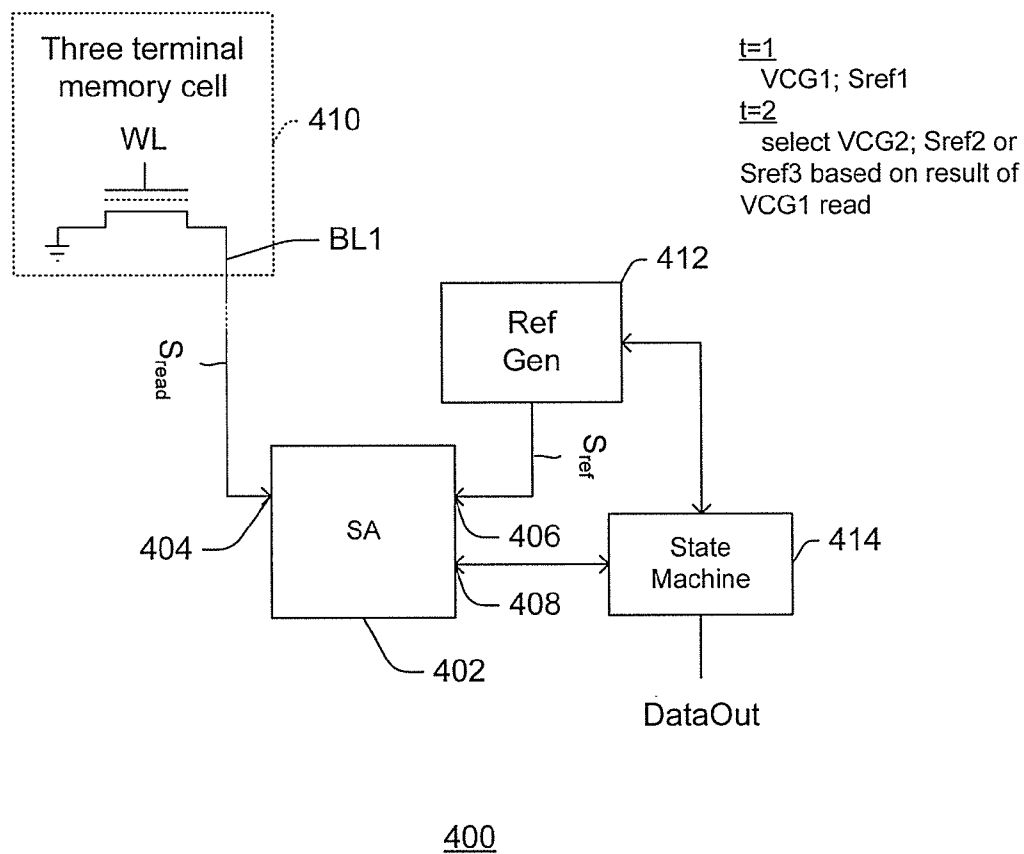 Three terminal
memory cell
WL
410
BL1
t=1
VCG1; Sref1
t=2
select VCG2; Sref2 or
Sref3 based on result of
VCG1 read
412
Ref
Gen
Sread
Sref
SA
404
406
408
402
State
Machine
414
DataOut
400